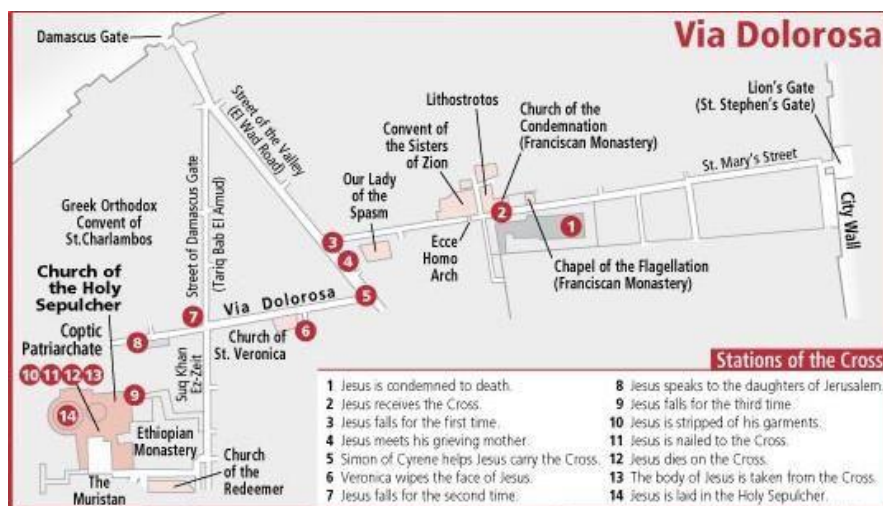 Via Dolorosa
Damascus Gate
Street of the Valley
(El Wad Road)
Lithostrotos
Church of the
Condemnation
(Franciscan Monastery)
Lion's Gate
(St. Stephen's Gate)
Convent of
the Sisters
of Zion
St. Mary's Street
Our Lady
of the
Spasm
Greek Orthodox
Convent of
St.Charlambos
Street of Damascus Gate
(Tariq Bab El Amud)
City Wall
2
1
3
4
Ecce
Homo
Arch
Chapel of the Flagellation
(Franciscan Monastery)
Church of
the Holy
Sepulcher
5
Via Dolorosa
7
6
Coptic
Patriarchate
8
Church of
St. Veronica
10 11 12 13
9
Suq Khan
Ez-Zeit
14
Ethiopian
Monastery
Church
of the
Redeemer
The
Muristan
Stations of the Cross
1 Jesus is condemned to death.
2 Jesus receives the Cross.
3 Jesus falls for the first time.
4 Jesus meets his grieving mother.
5 Simon of Cyrene helps Jesus carry the Cross.
6 Veronica wipes the face of Jesus.
7 Jesus falls for the second time.
8 Jesus speaks to the daughters of Jerusalem.
9 Jesus falls for the third time.
10 Jesus is stripped of his garments.
11 Jesus is nailed to the Cross.
12 Jesus dies on the Cross.
13 The body of Jesus is taken from the Cross.
14 Jesus is laid in the Holy Sepulcher.